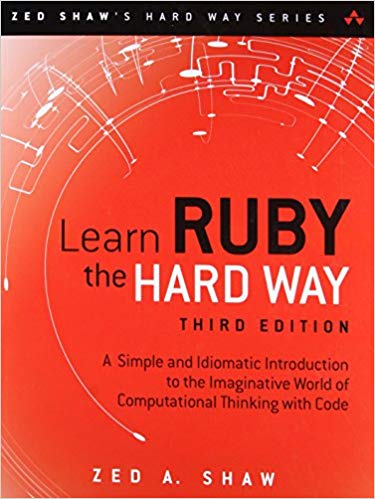 ZED SHAW'S HARD WAY SERIES
Learn RUBY
the HARD WAY
THIRD EDITION
A Simple and Idiomatic Introduction
to the Imaginative World of
Computational Thinking with Code
ZED A. SHAW